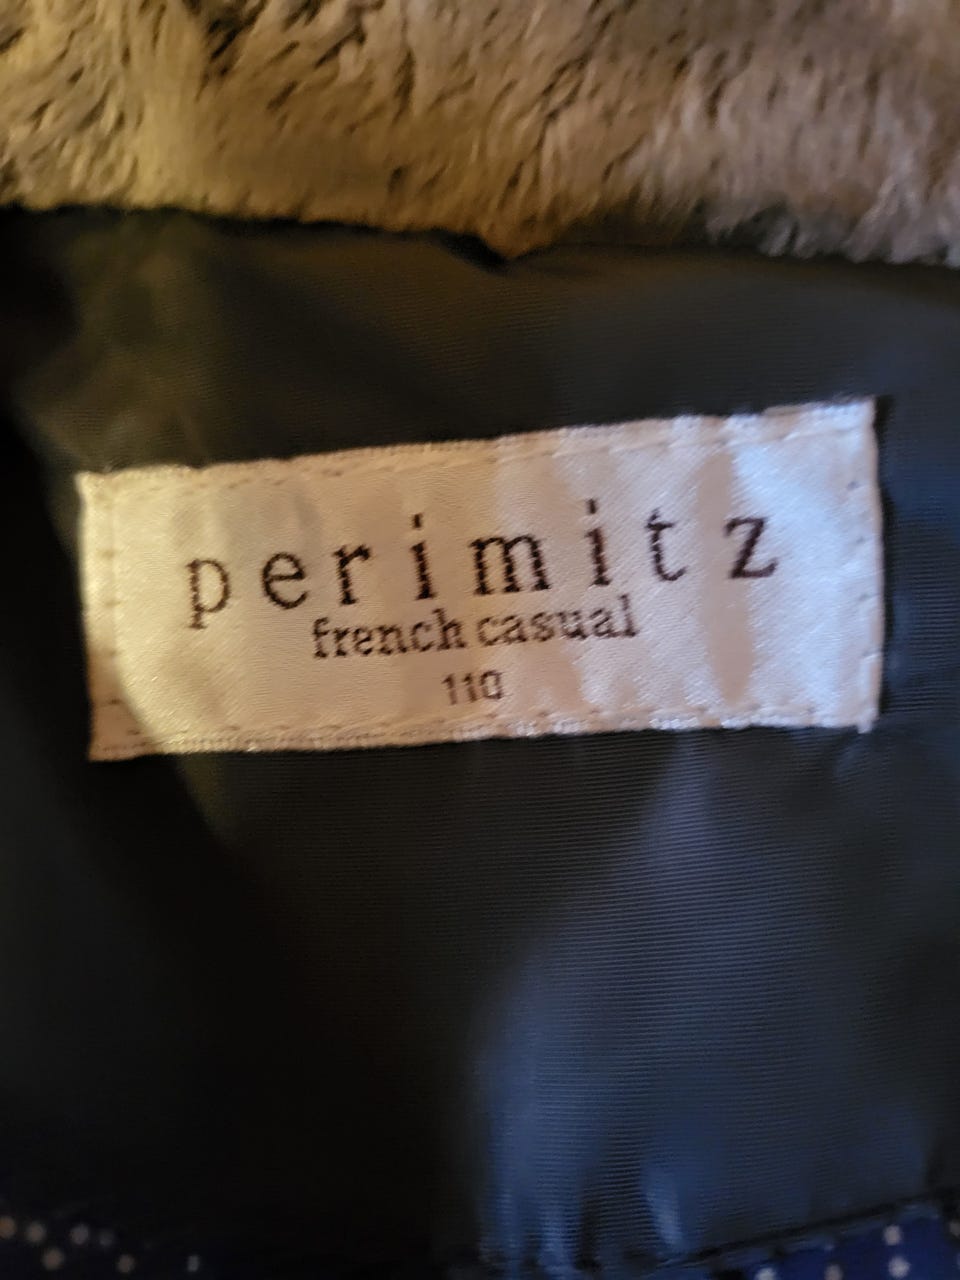 perimitz
french casual
110